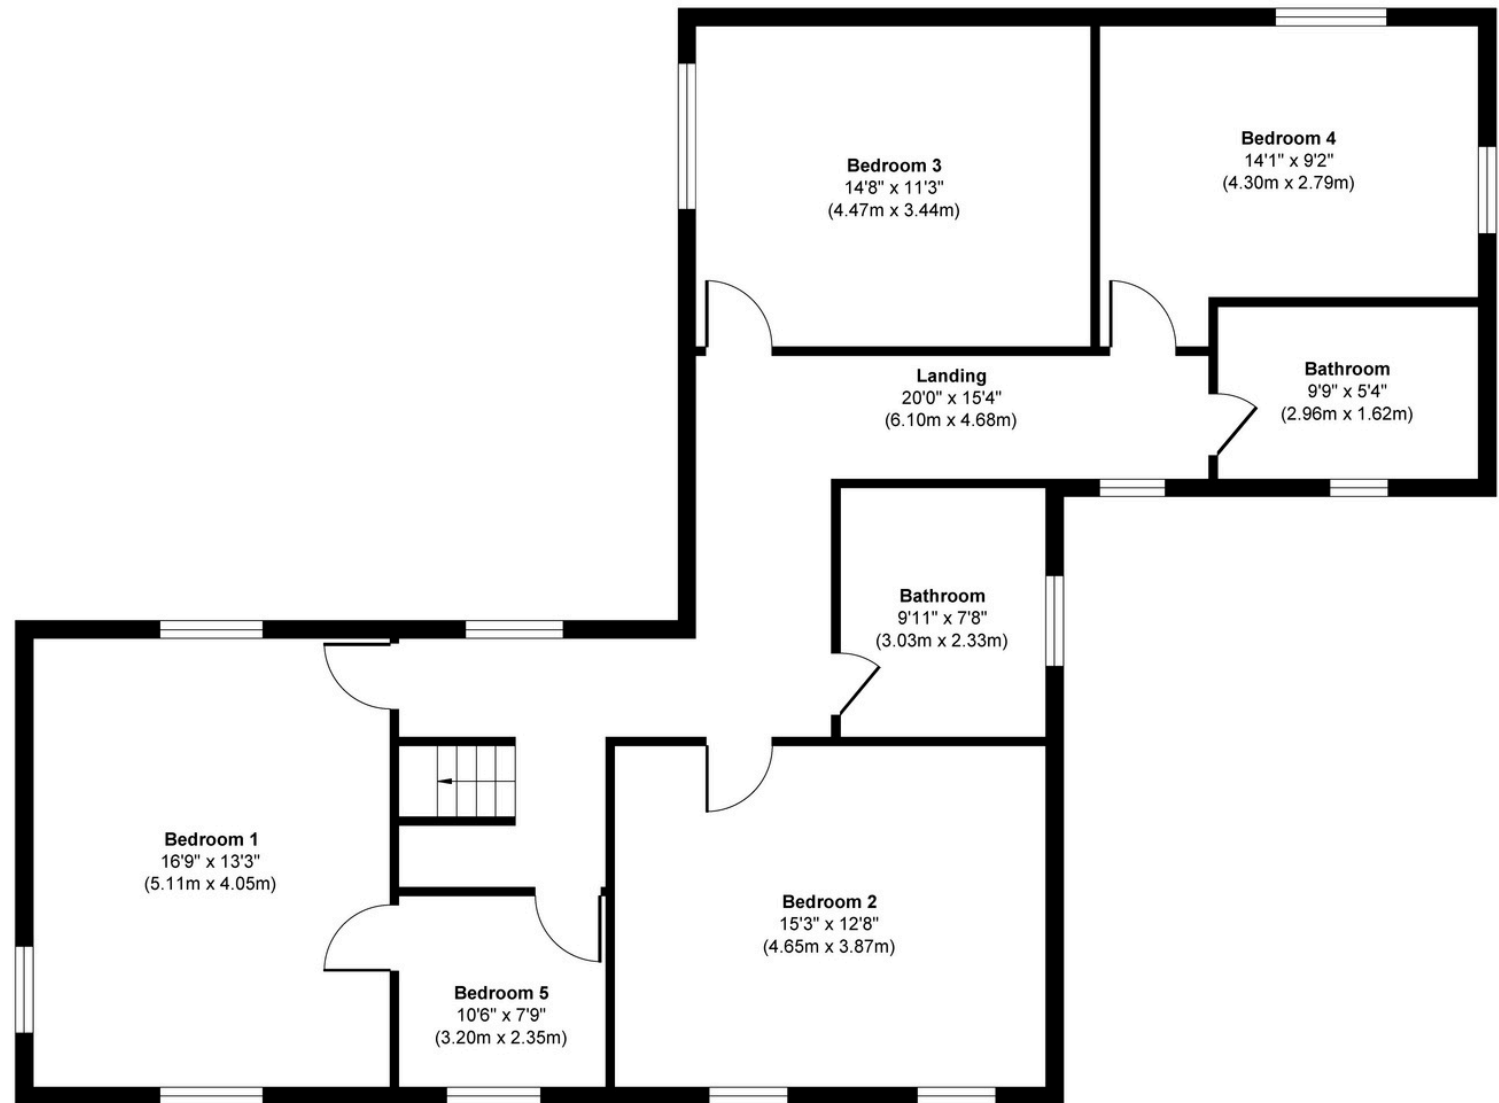 Bedroom 3
14'8" x 11'3"
(4.47m x 3.44m)
Bedroom 4
14'1" x 9'2"
(4.30m x 2.79m)
Landing
20'0" x 15'4"
(6.10m x 4.68m)
Bathroom
9'9" x 5'4"
(2.96m x 1.62m)
Bathroom
9'11" x 7'8"
(3.03m x 2.33m)
Bedroom 1
16'9" x 13'3"
(5.11m x 4.05m)
Bedroom 2
15'3" x 12'8"
(4.65m x 3.87m)
Bedroom 5
10'6" x 7'9"
(3.20m x 2.35m)